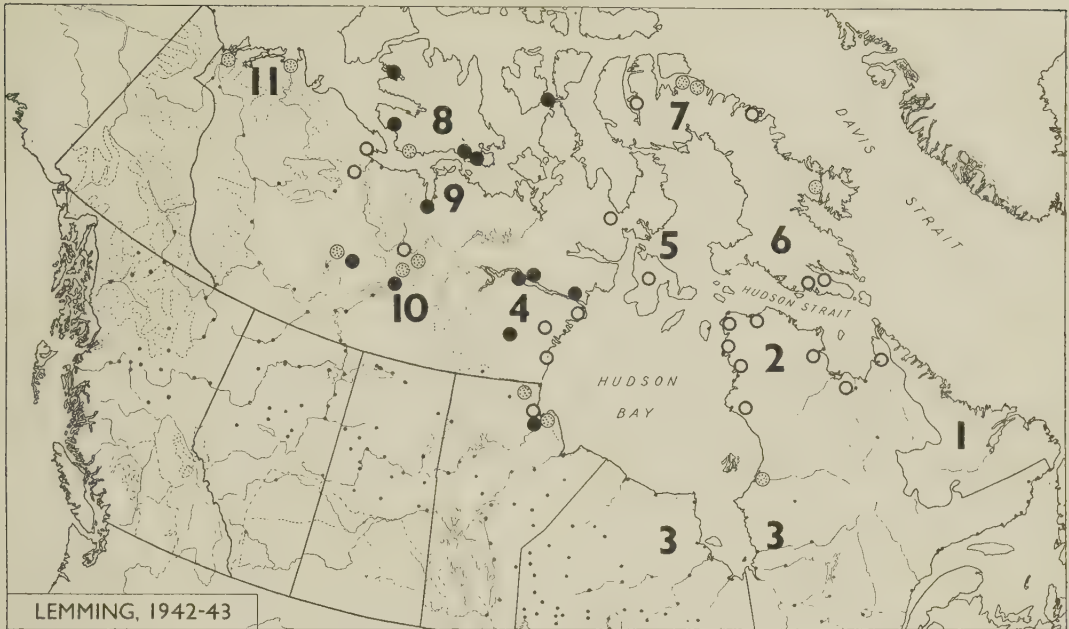 11
8
7
DAVIS
STRAIT
9
5
6
10
4
HUDSON STRAIT
2
HUDSON
BAY
1
3
3
LEMMING, 1942-43